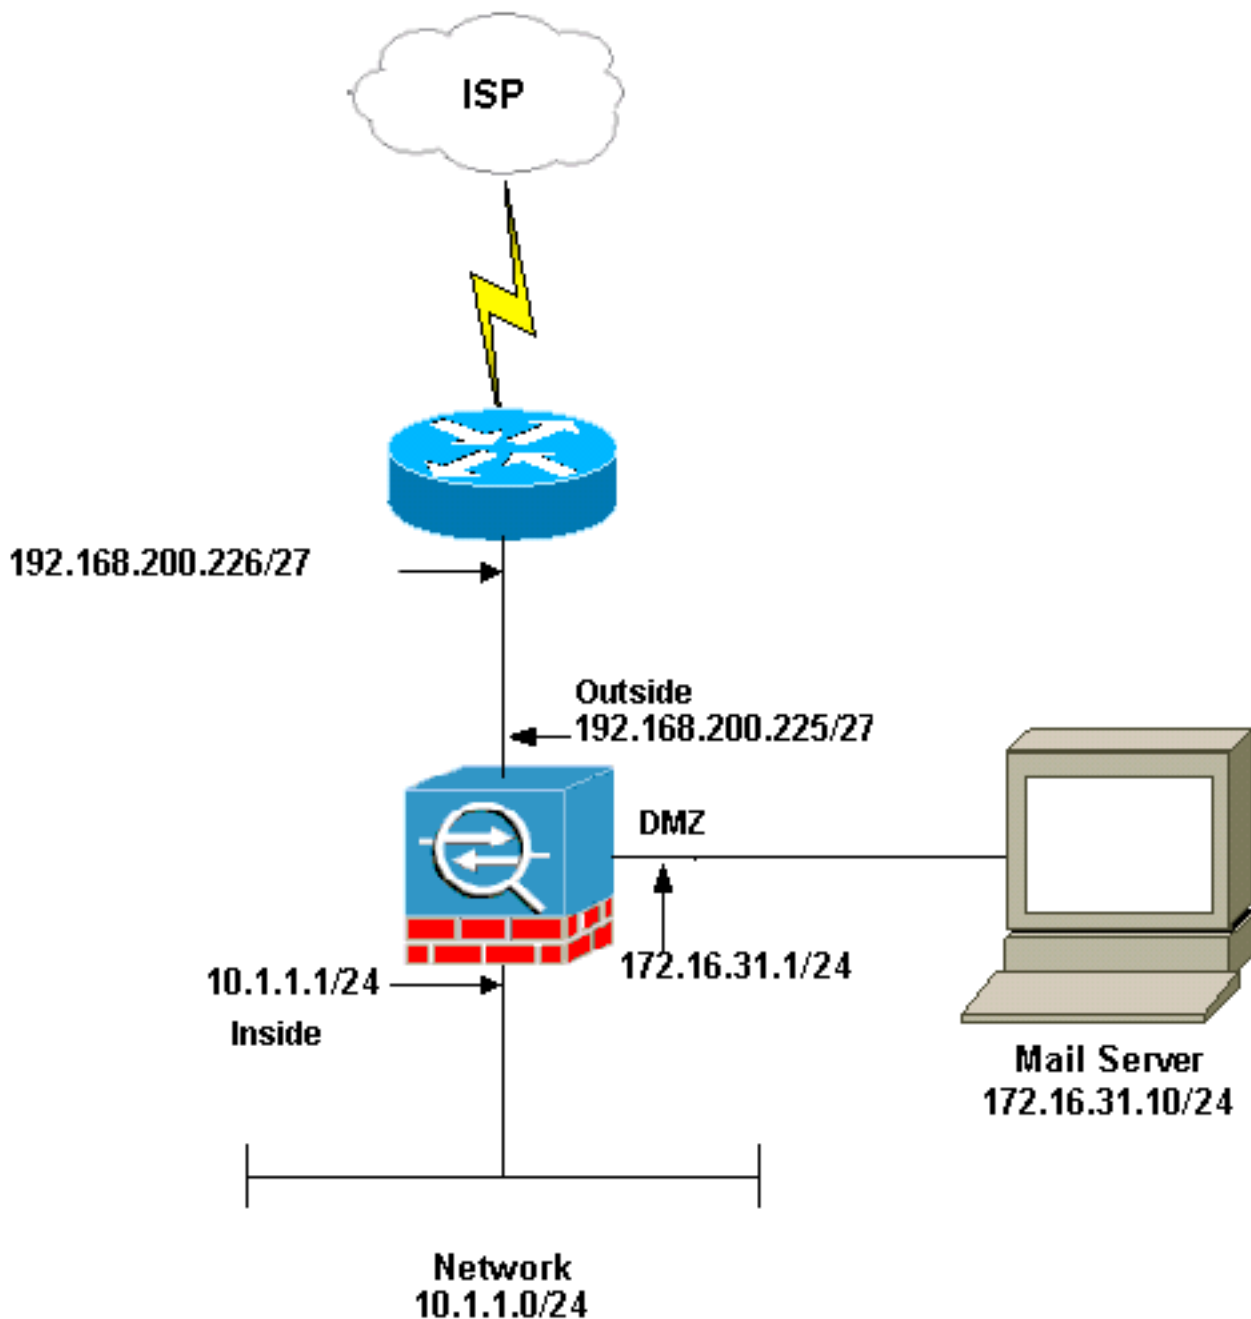 ISP
192.168.200.226/27
Outside
192.168.200.225/27
DMZ
172.16.31.1/24
10.1.1.1/24
Inside
Mail Server
172.16.31.10/24
Network
10.1.1.0/24